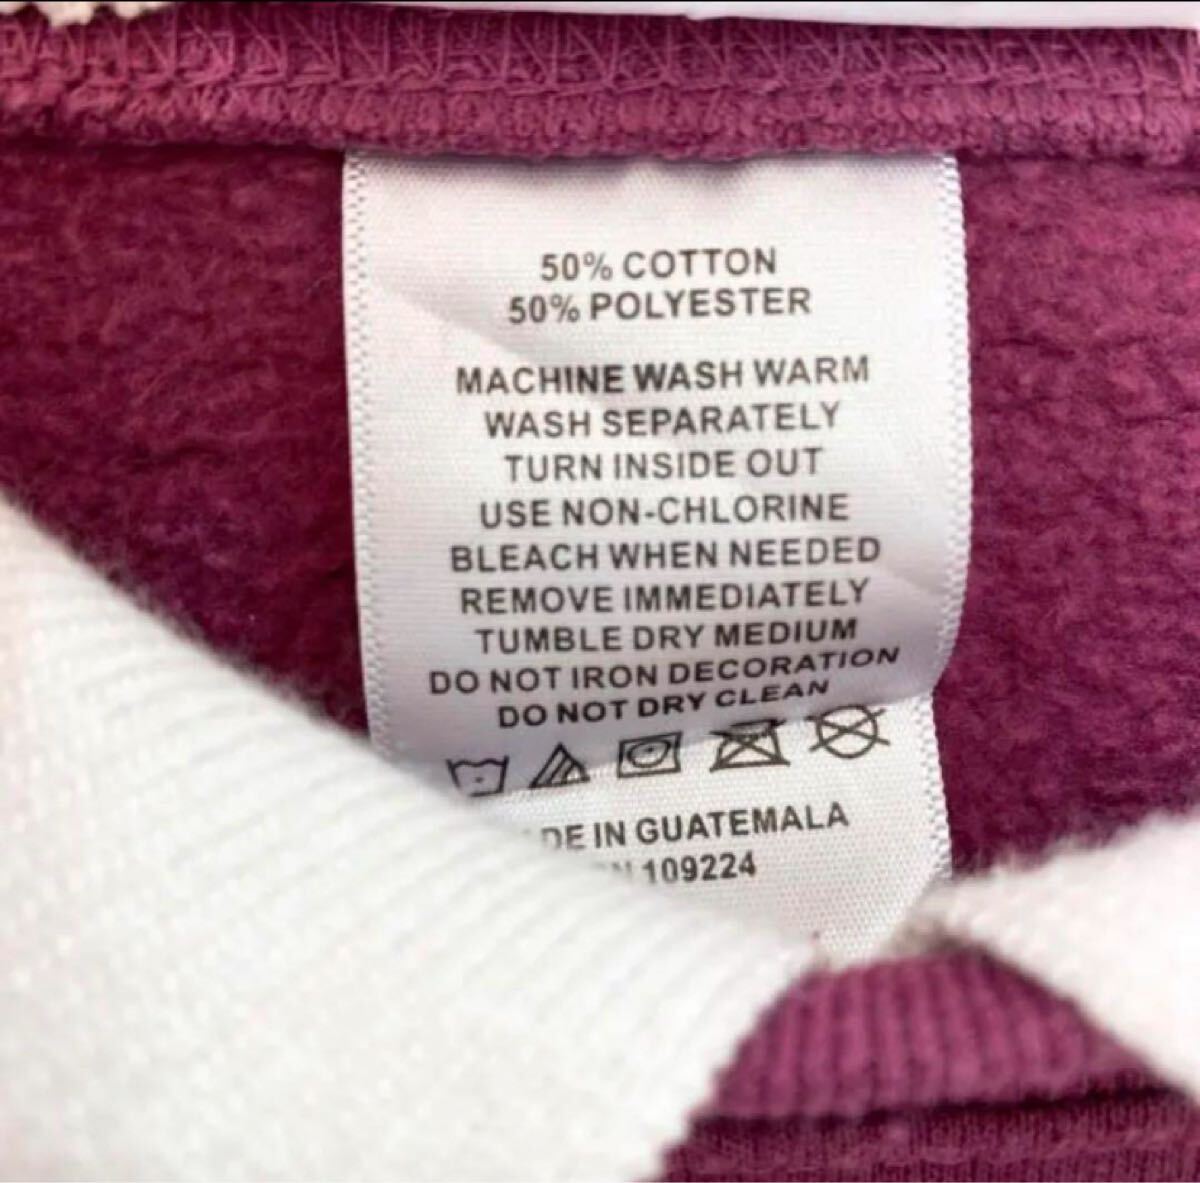 50% COTTON
50% POLYESTER
MACHINE WASH WARM
WASH SEPARATELY
TURN INSIDE OUT
USE NON-CHLORINE
BLEACH WHEN NEEDED
REMOVE IMMEDIATELY
TUMBLE DRY MEDIUM
DO NOT IRON DECORATION
DO NOT DRY CLEAN
DE IN GUATEMALA
109224